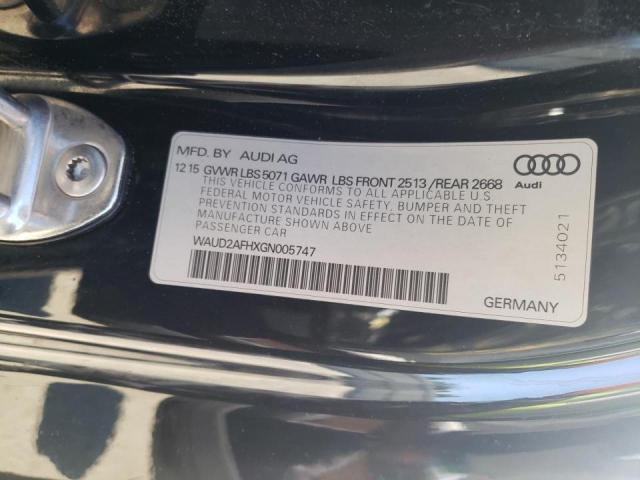 MFD. BY AUDI AG
12 15 GVWR LBS 5071 GAWR LBS FRONT 2513 / REAR 2668
THIS VEHICLE CONFORMS TO ALL APPLICABLE U.S.
FEDERAL MOTOR VEHICLE SAFETY, BUMPER AND THEFT
PREVENTION STANDARDS IN EFFECT ON THE DATE OF
MANUFACTURE SHOWN ABOVE
PASSENGER CAR
WAUD2AFHXGN005747
Audi
5134021
GERMANY